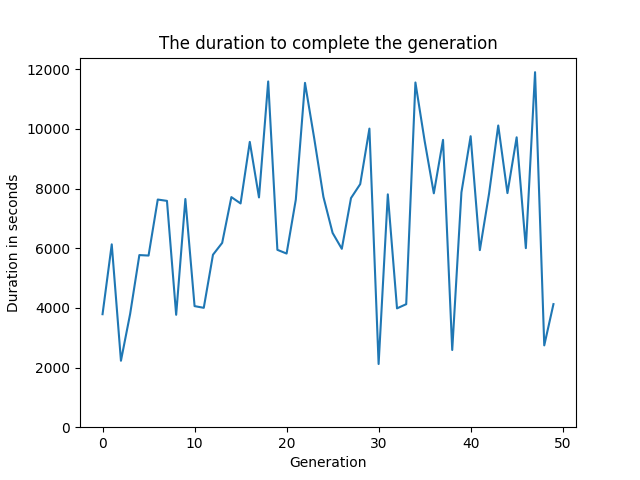 The duration to complete the generation
12000
10000
8000
6000
4000
2000
0
Duration in seconds
0 10 20 30 40 50
Generation